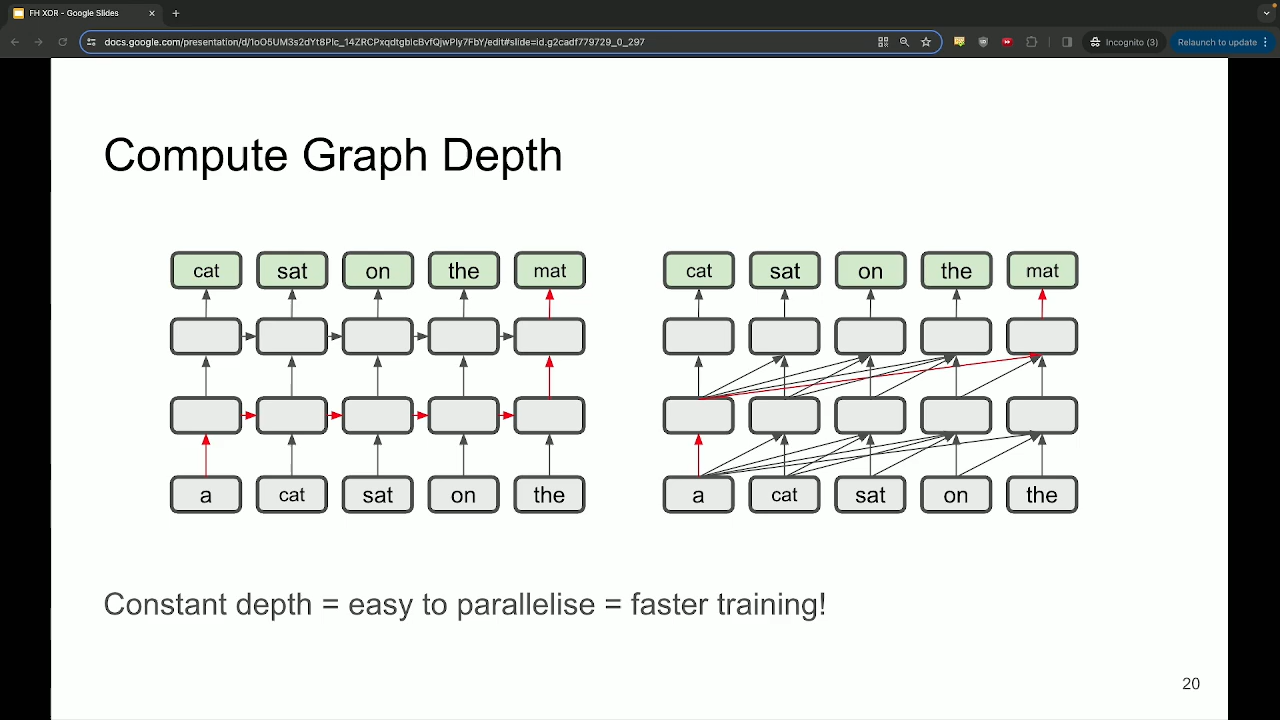 FH XOR - Google Slides
docs.google.com/presentation/d/1oO5UM3s2dYt8Plc_14ZRCPxqdtgblcBvfQjwPly7FbY/edit#slide=id.g2cadf779729_0_297
Incognito (3)
Relaunch to update
Compute Graph Depth
cat sat on the mat
cat sat on the mat
a cat sat on the
a cat sat on the
Constant depth = easy to parallelise = faster training!
20